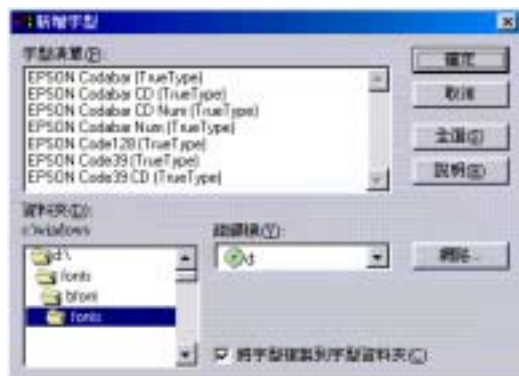 新增字型
字型清單(F):
EPSON Codabar (TrueType)
EPSON Codabar CD (TrueType)
EPSON Codabar CD Num (TrueType)
EPSON Codabar Num (TrueType)
EPSON Code128 (TrueType)
EPSON Code39 (TrueType)
EPSON Code39 CD (TrueType)
確定
取消
全選(S)
說明(H)
資料夾(D):
c:\windows
d:\
fonts
bfont
fonts
磁碟機(V):
d:
網路...
將字型複製到字型資料夾(C)